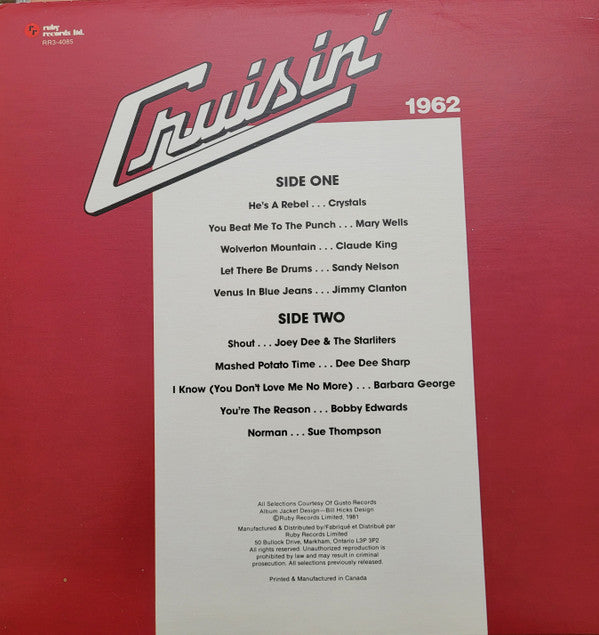 ruby
records ltd.
RR3-4085
Cruisin'
1962
SIDE ONE
He's A Rebel . . . Crystals
You Beat Me To The Punch . . . Mary Wells
Wolverton Mountain . . . Claude King
Let There Be Drums . . . Sandy Nelson
Venus In Blue Jeans . . . Jimmy Clanton
SIDE TWO
Shout . . . Joey Dee & The Starliters
Mashed Potato Time . . . Dee Dee Sharp
I Know (You Don't Love Me No More) . . . Barbara George
You're The Reason . . . Bobby Edwards
Norman . . . Sue Thompson
All Selections Courtesy Of Gusto Records
Album Jacket Design—Bill Hicks Design
©Ruby Records Limited, 1981
Manufactured & Distributed by/Fabriqué et Distribué par
Ruby Records Limited
50 Bullock Drive, Markham, Ontario L3P 3P2
All rights reserved. Unauthorized reproduction is
prohibited by law and may result in criminal
prosecution. All selections previously released.
Printed & Manufactured in Canada